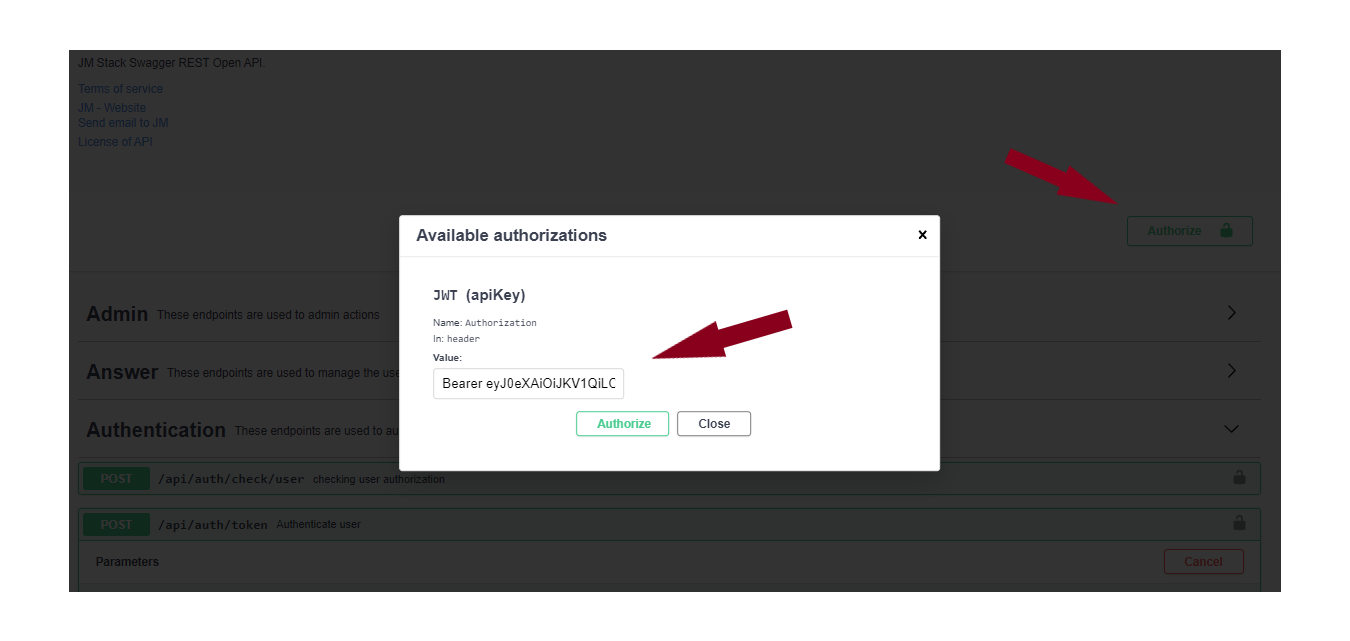 JM Stack Swagger REST Open API.
Terms of service
JM - Website
Send email to JM
License of API
Authorize
Available authorizations
x
JWT (apiKey)
Name: Authorization
In: header
Value:
Bearer eyJ0eXAiOiJKV1QiLC
Authorize Close
Admin These endpoints are used to admin actions
Answer These endpoints are used to manage the use
Authentication These endpoints are used to au
POST /api/auth/check/user checking user authorization
POST /api/auth/token Authenticate user
Parameters
Cancel